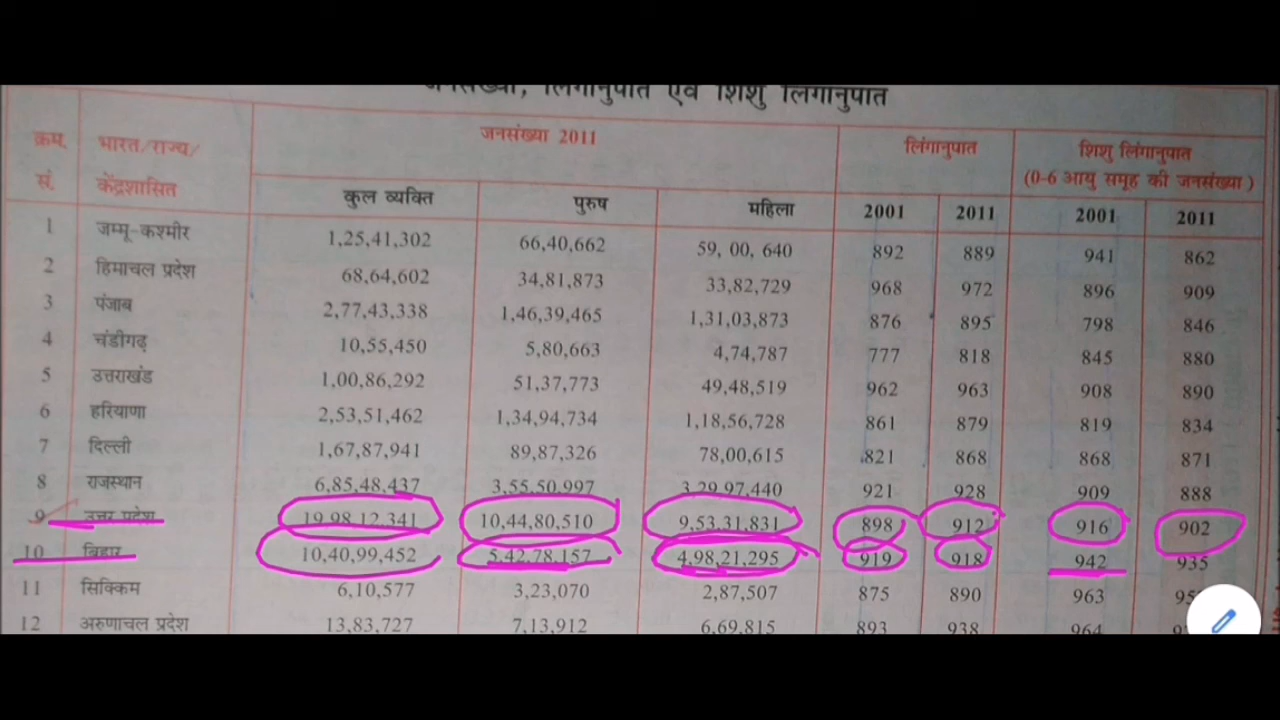 जनसंख्या, लिंगानुपात एवं शिशु लिंगानुपात
क्रम. सं. भारत/राज्य/ केंद्रशासित जनसंख्या 2011 लिंगानुपात शिशु लिंगानुपात (0-6 आयु समूह की जनसंख्या)
कुल व्यक्ति पुरुष महिला 2001 2011 2001 2011
1 जम्मू-कश्मीर 1,25,41,302 66,40,662 59, 00, 640 892 889 941 862
2 हिमाचल प्रदेश 68,64,602 34,81,873 33,82,729 968 972 896 909
3 पंजाब 2,77,43,338 1,46,39,465 1,31,03,873 876 895 798 846
4 चंडीगढ़ 10,55,450 5,80,663 4,74,787 777 818 845 880
5 उत्तराखंड 1,00,86,292 51,37,773 49,48,519 962 963 908 890
6 हरियाणा 2,53,51,462 1,34,94,734 1,18,56,728 861 879 819 834
7 दिल्ली 1,67,87,941 89,87,326 78,00,615 821 868 868 871
8 राजस्थान 6,85,48,437 3,55,50,997 3,29,97,440 921 928 909 888
9 उत्तर प्रदेश 19,98,12,341 10,44,80,510 9,53,31,831 898 912 916 902
10 बिहार 10,40,99,452 5,42,78,157 4,98,21,295 919 918 942 935
11 सिक्किम 6,10,577 3,23,070 2,87,507 875 890 963
12 अरुणाचल प्रदेश 13,83,727 7,13,912 6,69,815 893 938 964